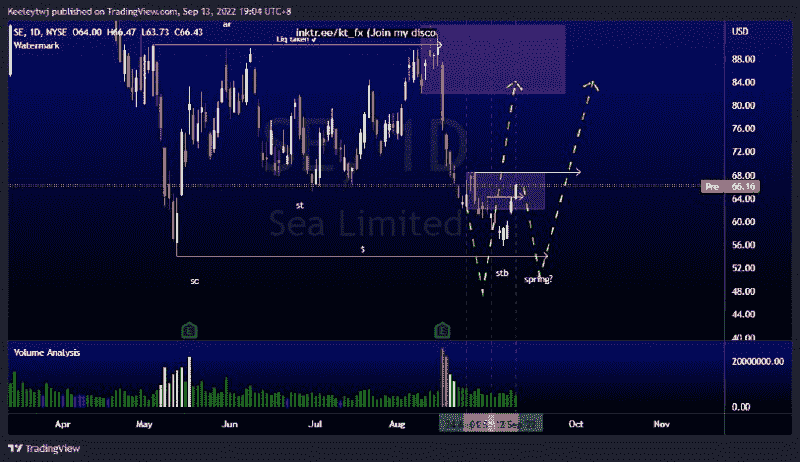 Keeleytwj published on TradingView.com, Sep 13, 2022 19:04 UTC+8
ar
SE, 1D, NYSE O64.00 H66.47 L63.73 C66.43
inktr.ee/kt_fx (Join my disco
USD
Watermark
Liq taken
88.00
84.00
80.00
76.00
72.00
68.00
SE, 1D
Pre 66.16
64.00
st
Sea Limited
60.00
56.00
$
52.00
stb
spring?
sc
48.00
44.00
40.00
E
E
Volume Analysis
20000000.00
0.00
Apr May Jun Jul Aug Oct Nov
TradingView